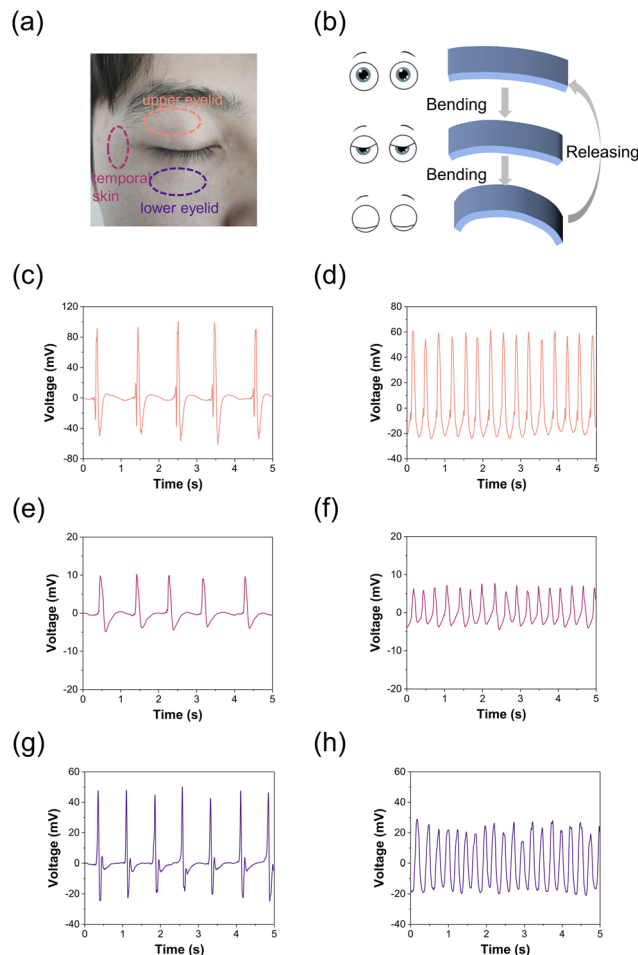 (a)
upper eyelid
temporal
skin
lower eyelid
(b)
Bending
Bending
Releasing
(c)
120
80
40
0
-40
-80
Voltage (mV)
0 1 2 3 4 5
Time (s)
(d)
80
60
40
20
0
-20
-40
Voltage (mV)
0 1 2 3 4 5
Time (s)
(e)
20
10
0
-10
-20
Voltage (mV)
0 1 2 3 4 5
Time (s)
(f)
20
10
0
-10
-20
Voltage (mV)
0 1 2 3 4 5
Time (s)
(g)
60
40
20
0
-20
-40
Voltage (mV)
0 1 2 3 4 5
Time (s)
(h)
60
40
20
0
-20
-40
Voltage (mV)
0 1 2 3 4 5
Time (s)